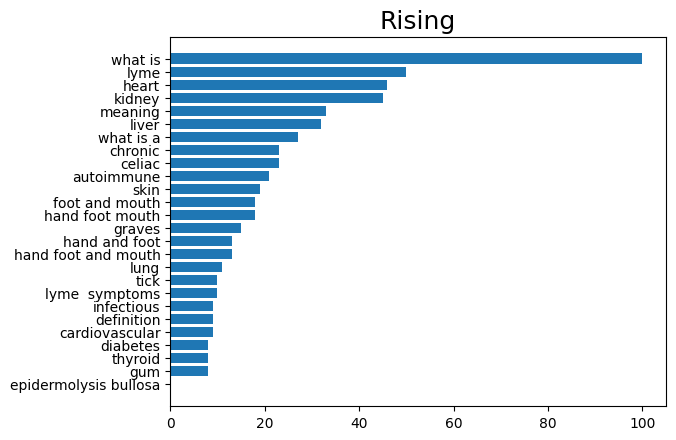 Rising
what is
lyme
heart
kidney
meaning
liver
what is a
chronic
celiac
autoimmune
skin
foot and mouth
hand foot mouth
graves
hand and foot
hand foot and mouth
lung
tick
lyme  symptoms
infectious
definition
cardiovascular
diabetes
thyroid
gum
epidermolysis bullosa
0 20 40 60 80 100